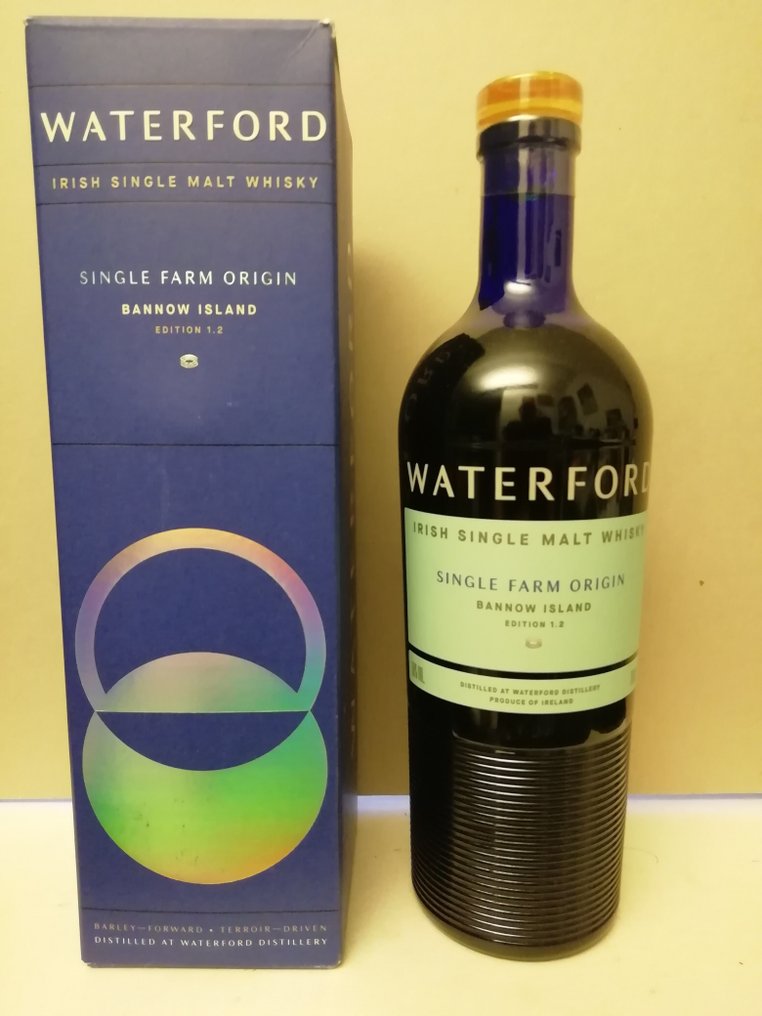 WATERFORD
IRISH SINGLE MALT WHISKY
SINGLE FARM ORIGIN
BANNOW ISLAND
EDITION 1.2
BARLEY—FORWARD • TERROIR—DRIVEN
DISTILLED AT WATERFORD DISTILLERY
WATERFORD
IRISH SINGLE MALT WHISKY
SINGLE FARM ORIGIN
BANNOW ISLAND
EDITION 1.2
DISTILLED AT WATERFORD DISTILLERY
PRODUCE OF IRELAND